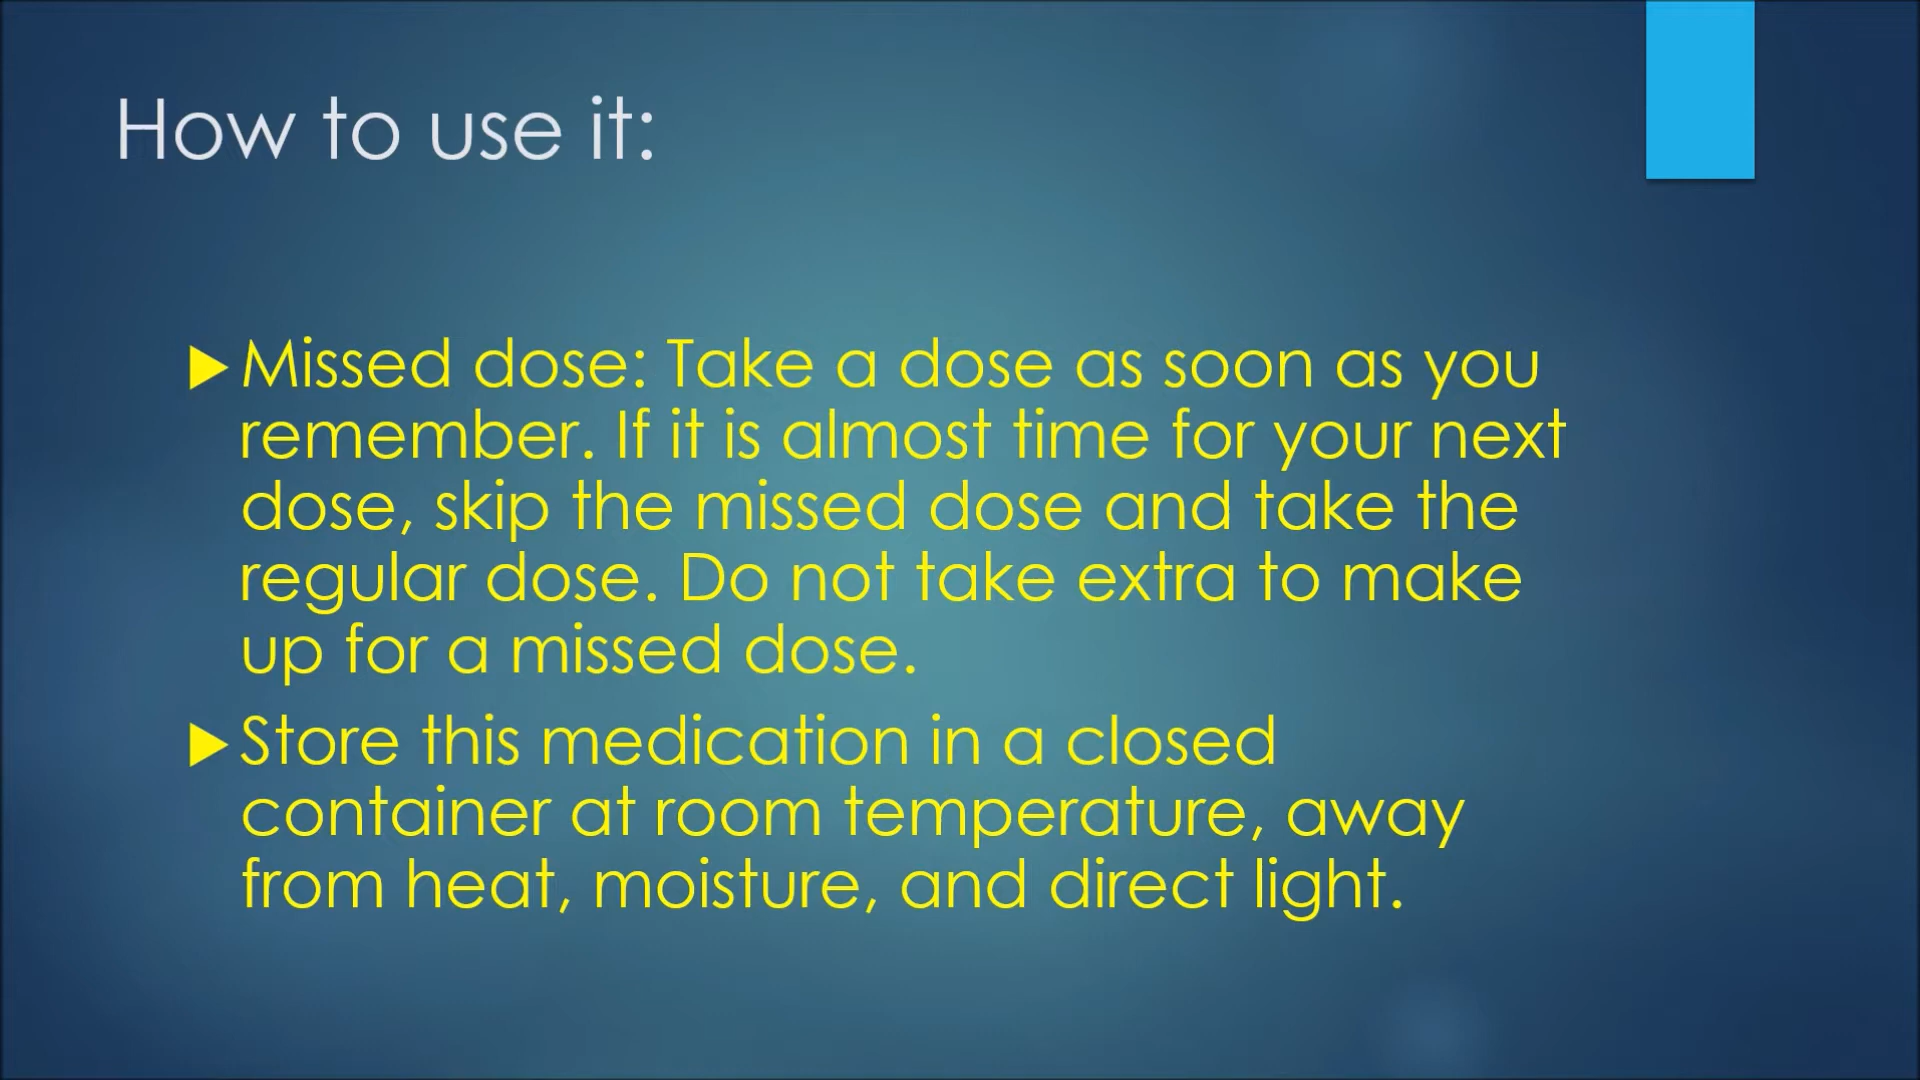 How to use it:
Missed dose: Take a dose as soon as you
remember. If it is almost time for your next
dose, skip the missed dose and take the
regular dose. Do not take extra to make
up for a missed dose.
Store this medication in a closed
container at room temperature, away
from heat, moisture, and direct light.